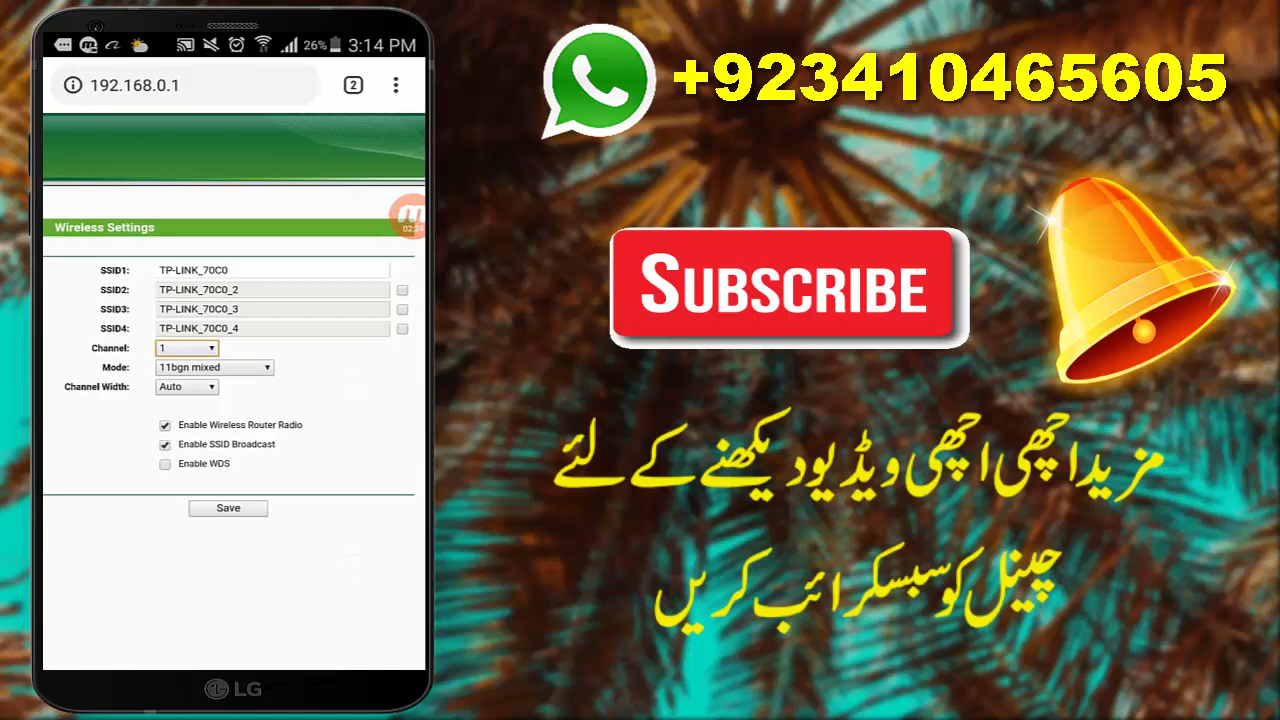 3:14 PM
26%
192.168.0.1
2
02:24
Wireless Settings
SSID1: TP-LINK_70C0
SSID2: TP-LINK_70C0_2
SSID3: TP-LINK_70C0_3
SSID4: TP-LINK_70C0_4
Channel: 1
Mode: 11bgn mixed
Channel Width: Auto
Enable Wireless Router Radio
Enable SSID Broadcast
Enable WDS
Save
LG
+923410465605
SUBSCRIBE
مزید اچھی اچھی ویڈیو دیکھنے کے لئے
چینل کو سبسکرائب کریں